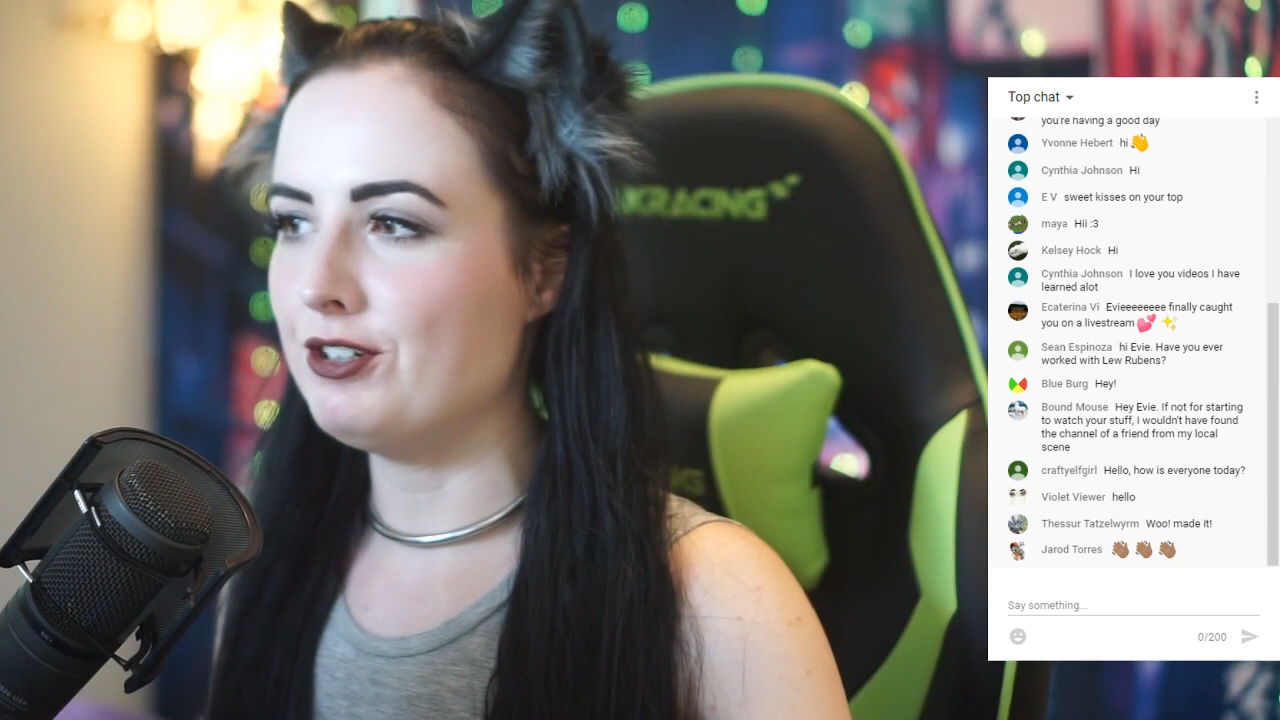 Top chat
you're having a good day
Yvonne Hebert hi 👋
Cynthia Johnson Hi
E V sweet kisses on your top
maya Hii :3
Kelsey Hock Hi
Cynthia Johnson I love you videos I have
learned alot
Ecaterina Vi Evieeeeeeee finally caught
you on a livestream 💕 ✨
Sean Espinoza hi Evie. Have you ever
worked with Lew Rubens?
Blue Burg Hey!
Bound Mouse Hey Evie. If not for starting
to watch your stuff, I wouldn't have found
the channel of a friend from my local
scene
craftyelfgirl Hello, how is everyone today?
Violet Viewer hello
Thessur Tatzelwyrm Woo! made it!
Jarod Torres 👏🏽 👏🏽 👏🏽
Say something...
0/200